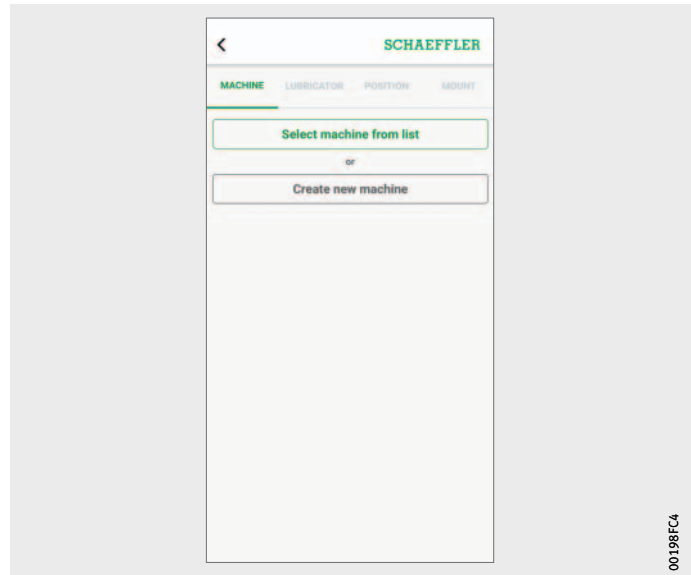 SCHAEFFLER
MACHINE LUBRICATOR POSITION MOUNT
Select machine from list
or
Create new machine
00198FC4